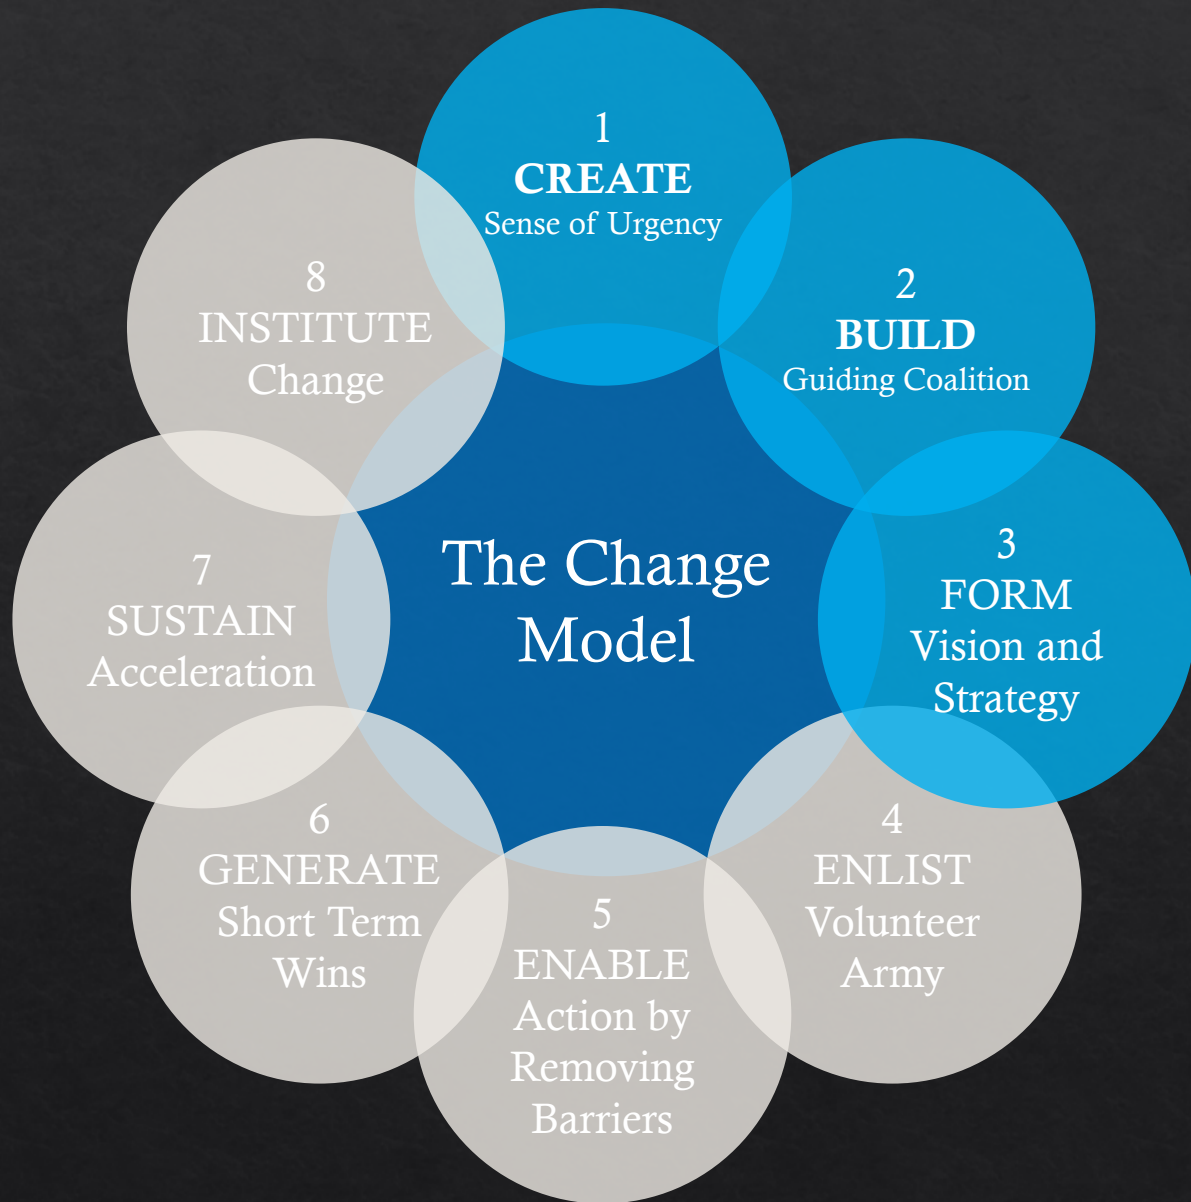 The Change
Model
1
CREATE
Sense of Urgency
2
BUILD
Guiding Coalition
3
FORM
Vision and
Strategy
4
ENLIST
Volunteer
Army
5
ENABLE
Action by
Removing
Barriers
6
GENERATE
Short Term
Wins
7
SUSTAIN
Acceleration
8
INSTITUTE
Change